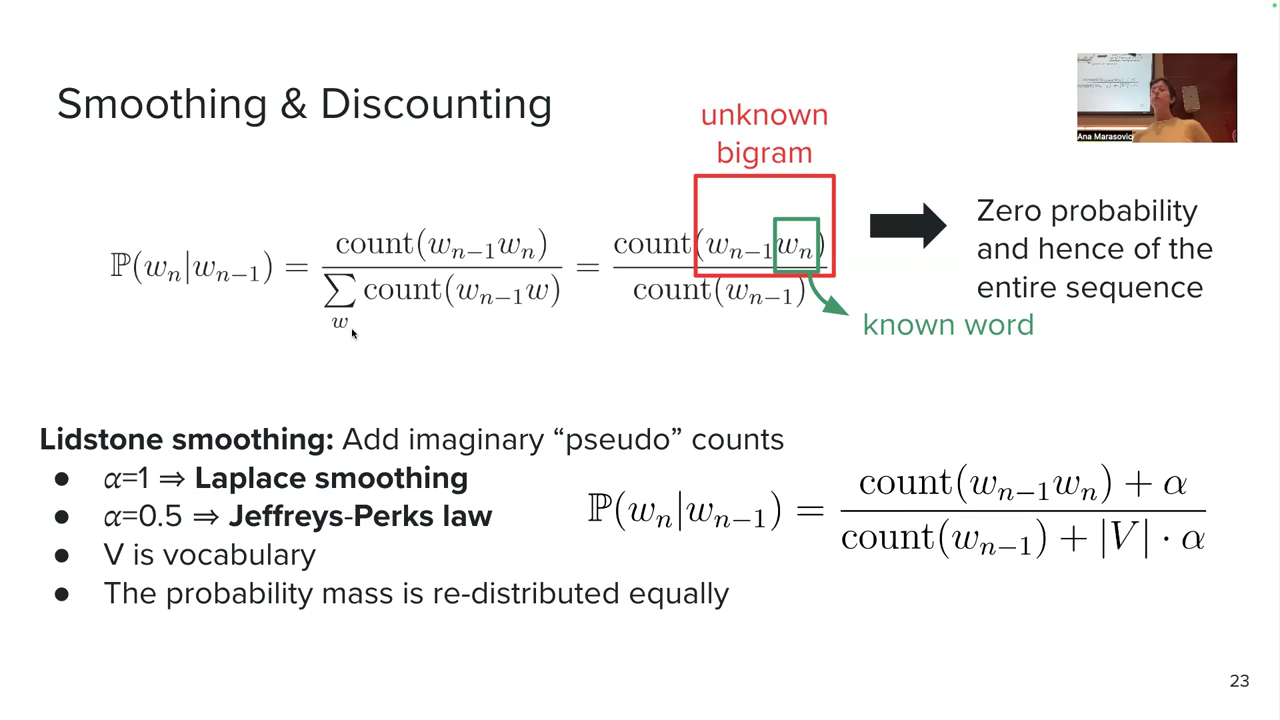 Smoothing & Discounting
unknown
bigram
ℙ(wₙ|wₙ₋₁) = count(wₙ₋₁wₙ) / ∑_w count(wₙ₋₁w) = count(wₙ₋₁wₙ) / count(wₙ₋₁)
Zero probability
and hence of the
entire sequence
known word
Lidstone smoothing: Add imaginary “pseudo” counts
● α=1 ⇒ Laplace smoothing
● α=0.5 ⇒ Jeffreys-Perks law
● V is vocabulary
● The probability mass is re-distributed equally
ℙ(wₙ|wₙ₋₁) = count(wₙ₋₁wₙ) + α / count(wₙ₋₁) + |V| · α
Ana Marasovic
23